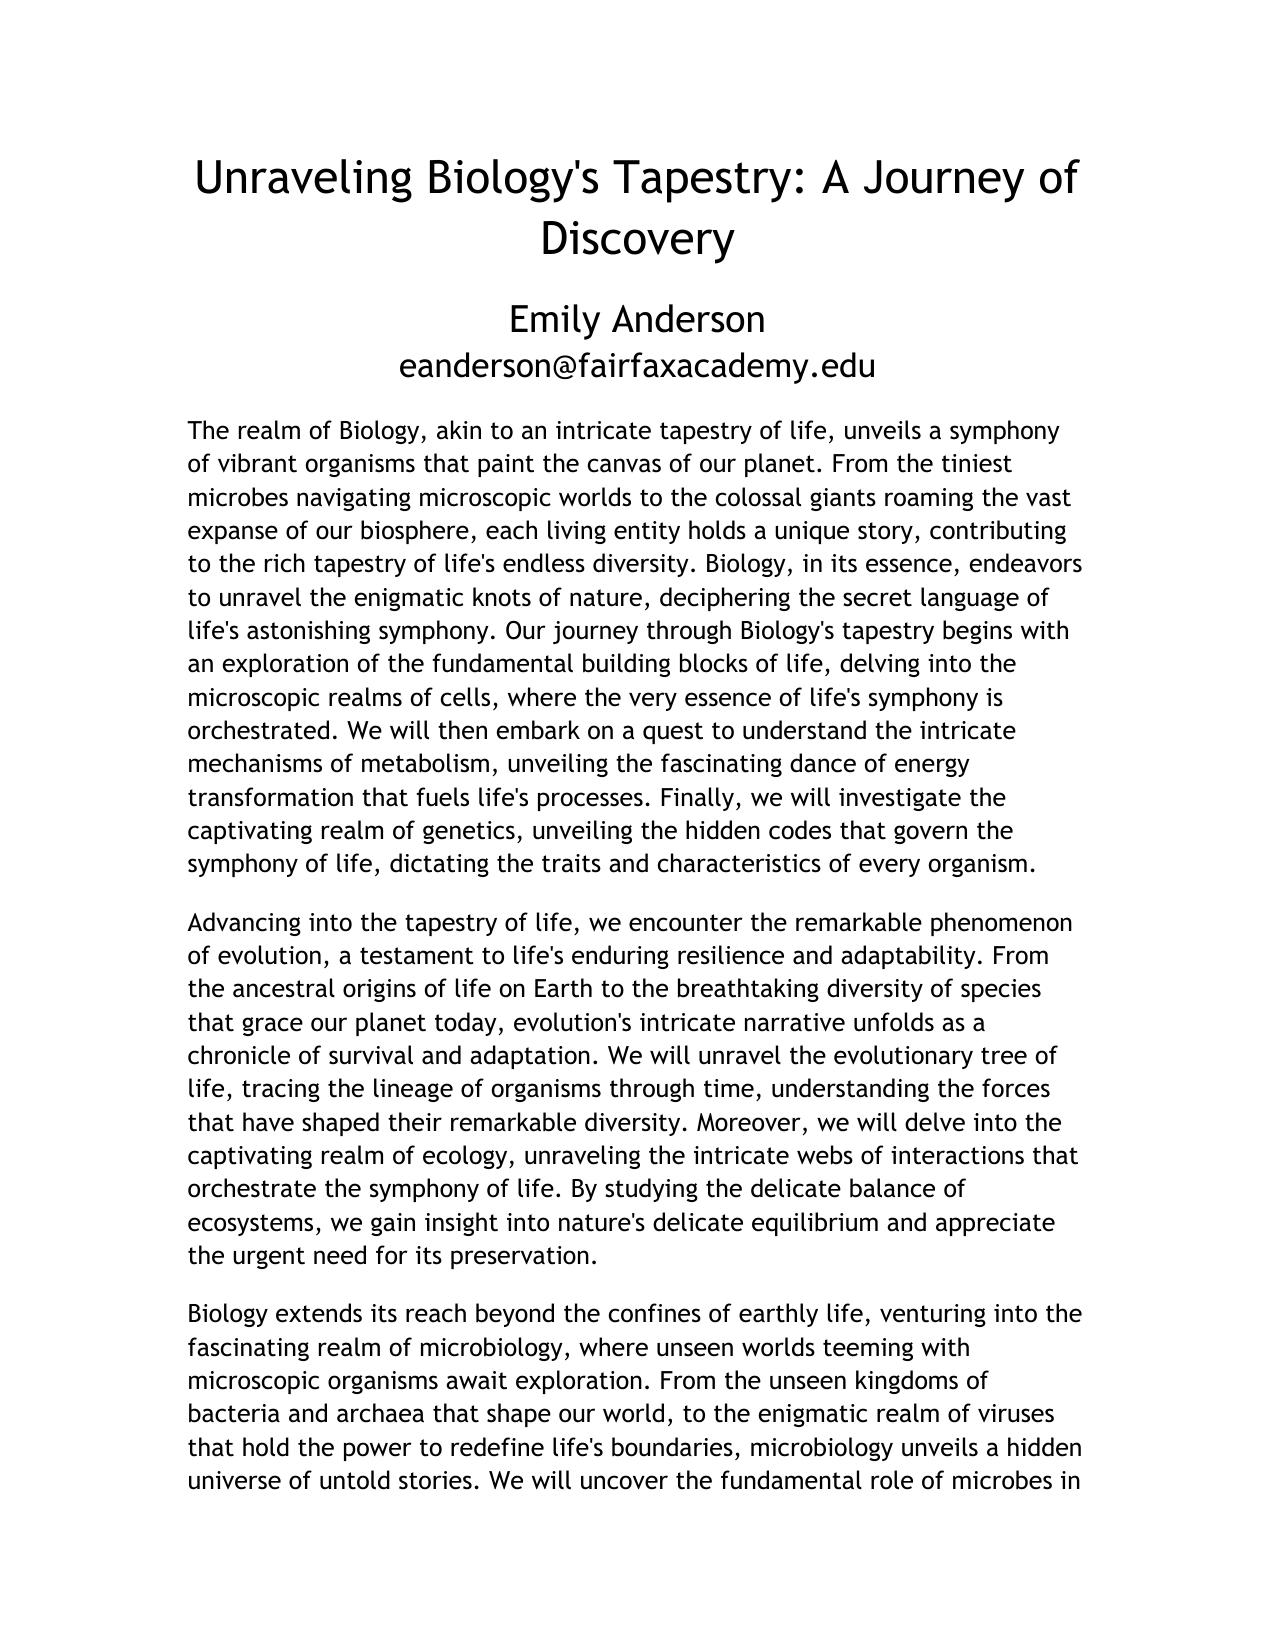 Unraveling Biology's Tapestry: A Journey of
Discovery
Emily Anderson
eanderson@fairfaxacademy.edu
The realm of Biology, akin to an intricate tapestry of life, unveils a symphony
of vibrant organisms that paint the canvas of our planet. From the tiniest
microbes navigating microscopic worlds to the colossal giants roaming the vast
expanse of our biosphere, each living entity holds a unique story, contributing
to the rich tapestry of life's endless diversity. Biology, in its essence, endeavors
to unravel the enigmatic knots of nature, deciphering the secret language of
life's astonishing symphony. Our journey through Biology's tapestry begins with
an exploration of the fundamental building blocks of life, delving into the
microscopic realms of cells, where the very essence of life's symphony is
orchestrated. We will then embark on a quest to understand the intricate
mechanisms of metabolism, unveiling the fascinating dance of energy
transformation that fuels life's processes. Finally, we will investigate the
captivating realm of genetics, unveiling the hidden codes that govern the
symphony of life, dictating the traits and characteristics of every organism.
Advancing into the tapestry of life, we encounter the remarkable phenomenon
of evolution, a testament to life's enduring resilience and adaptability. From
the ancestral origins of life on Earth to the breathtaking diversity of species
that grace our planet today, evolution's intricate narrative unfolds as a
chronicle of survival and adaptation. We will unravel the evolutionary tree of
life, tracing the lineage of organisms through time, understanding the forces
that have shaped their remarkable diversity. Moreover, we will delve into the
captivating realm of ecology, unraveling the intricate webs of interactions that
orchestrate the symphony of life. By studying the delicate balance of
ecosystems, we gain insight into nature's delicate equilibrium and appreciate
the urgent need for its preservation.
Biology extends its reach beyond the confines of earthly life, venturing into the
fascinating realm of microbiology, where unseen worlds teeming with
microscopic organisms await exploration. From the unseen kingdoms of
bacteria and archaea that shape our world, to the enigmatic realm of viruses
that hold the power to redefine life's boundaries, microbiology unveils a hidden
universe of untold stories. We will uncover the fundamental role of microbes in